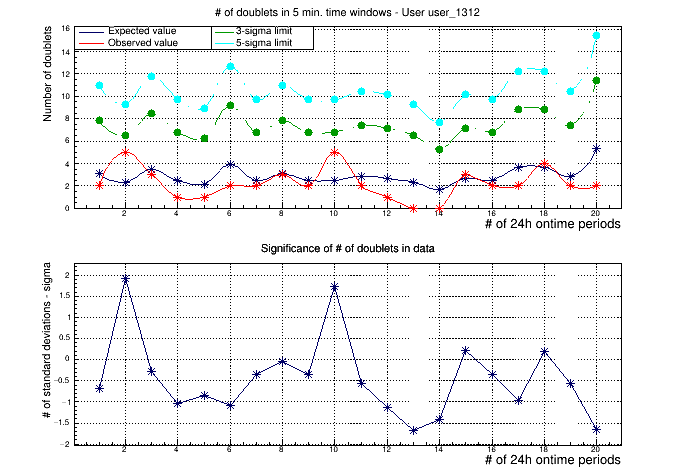 # of doublets in 5 min. time windows - User user_1312
Number of doublets
Expected value
Observed value
3-sigma limit
5-sigma limit
16
14
12
10
8
6
4
2
0
2 4 6 8 10 12 14 16 18 20
# of 24h ontime periods
Significance of # of doublets in data
# of standard deviations - sigma
2
1.5
1
0.5
0
−0.5
−1
−1.5
−2
2 4 6 8 10 12 14 16 18 20
# of 24h ontime periods